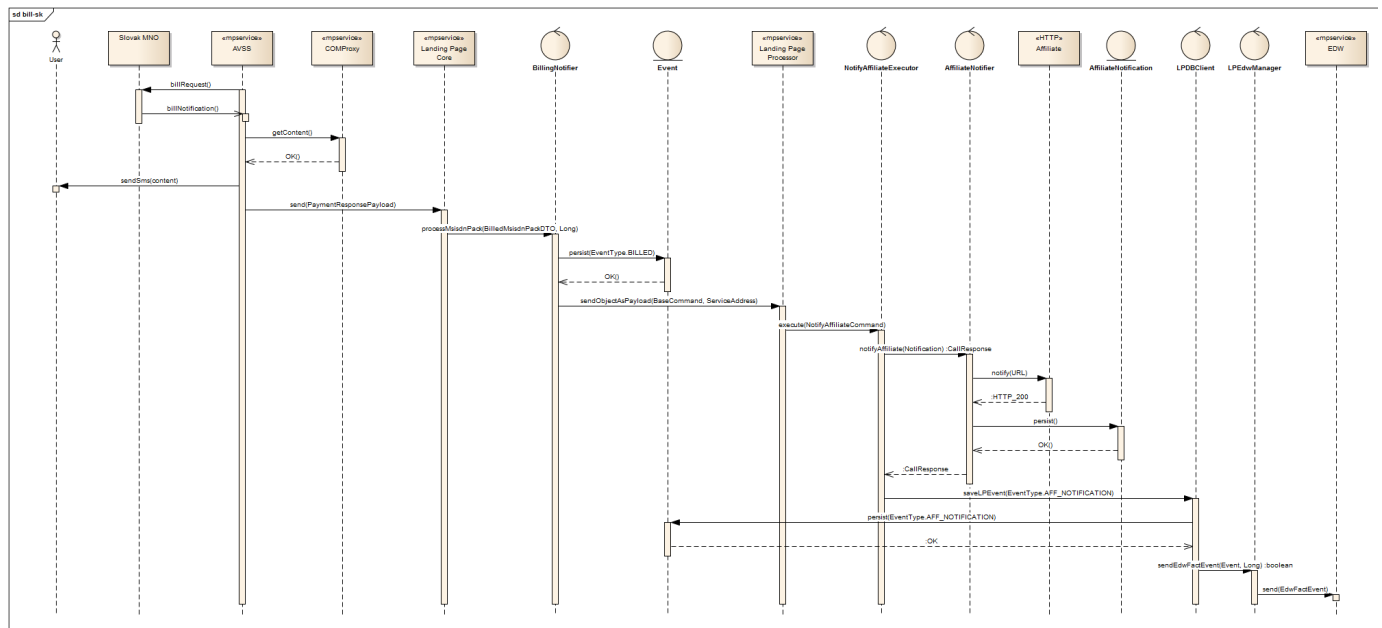 sd bill-sk
User
Slovak MNO
«mpservice»
AVSS
«mpservice»
COMProxy
«mpservice»
Landing Page
Core
BillingNotifier
Event
«mpservice»
Landing Page
Processor
NotifyAffiliateExecutor
AffiliateNotifier
«HTTP»
Affiliate
AffiliateNotification
LPDBClient
LPEdwManager
«mpservice»
EDW
billRequest()
billNotification()
getContent()
OK()
sendSms(content)
send(PaymentResponsePayload)
processMsisdnPack(BilledMsisdnPackDTO, Long)
persist(EventType.BILLED)
OK()
sendObjectAsPayload(BaseCommand, ServiceAddress)
execute(NotifyAffiliateCommand)
notifyAffiliate(Notification) :CallResponse
notify(URL)
:HTTP_200
persist()
OK()
:CallResponse
saveLPEvent(EventType.AFF_NOTIFICATION)
persist(EventType.AFF_NOTIFICATION)
:OK
sendEdwFactEvent(Event, Long) :boolean
send(EdwFactEvent)